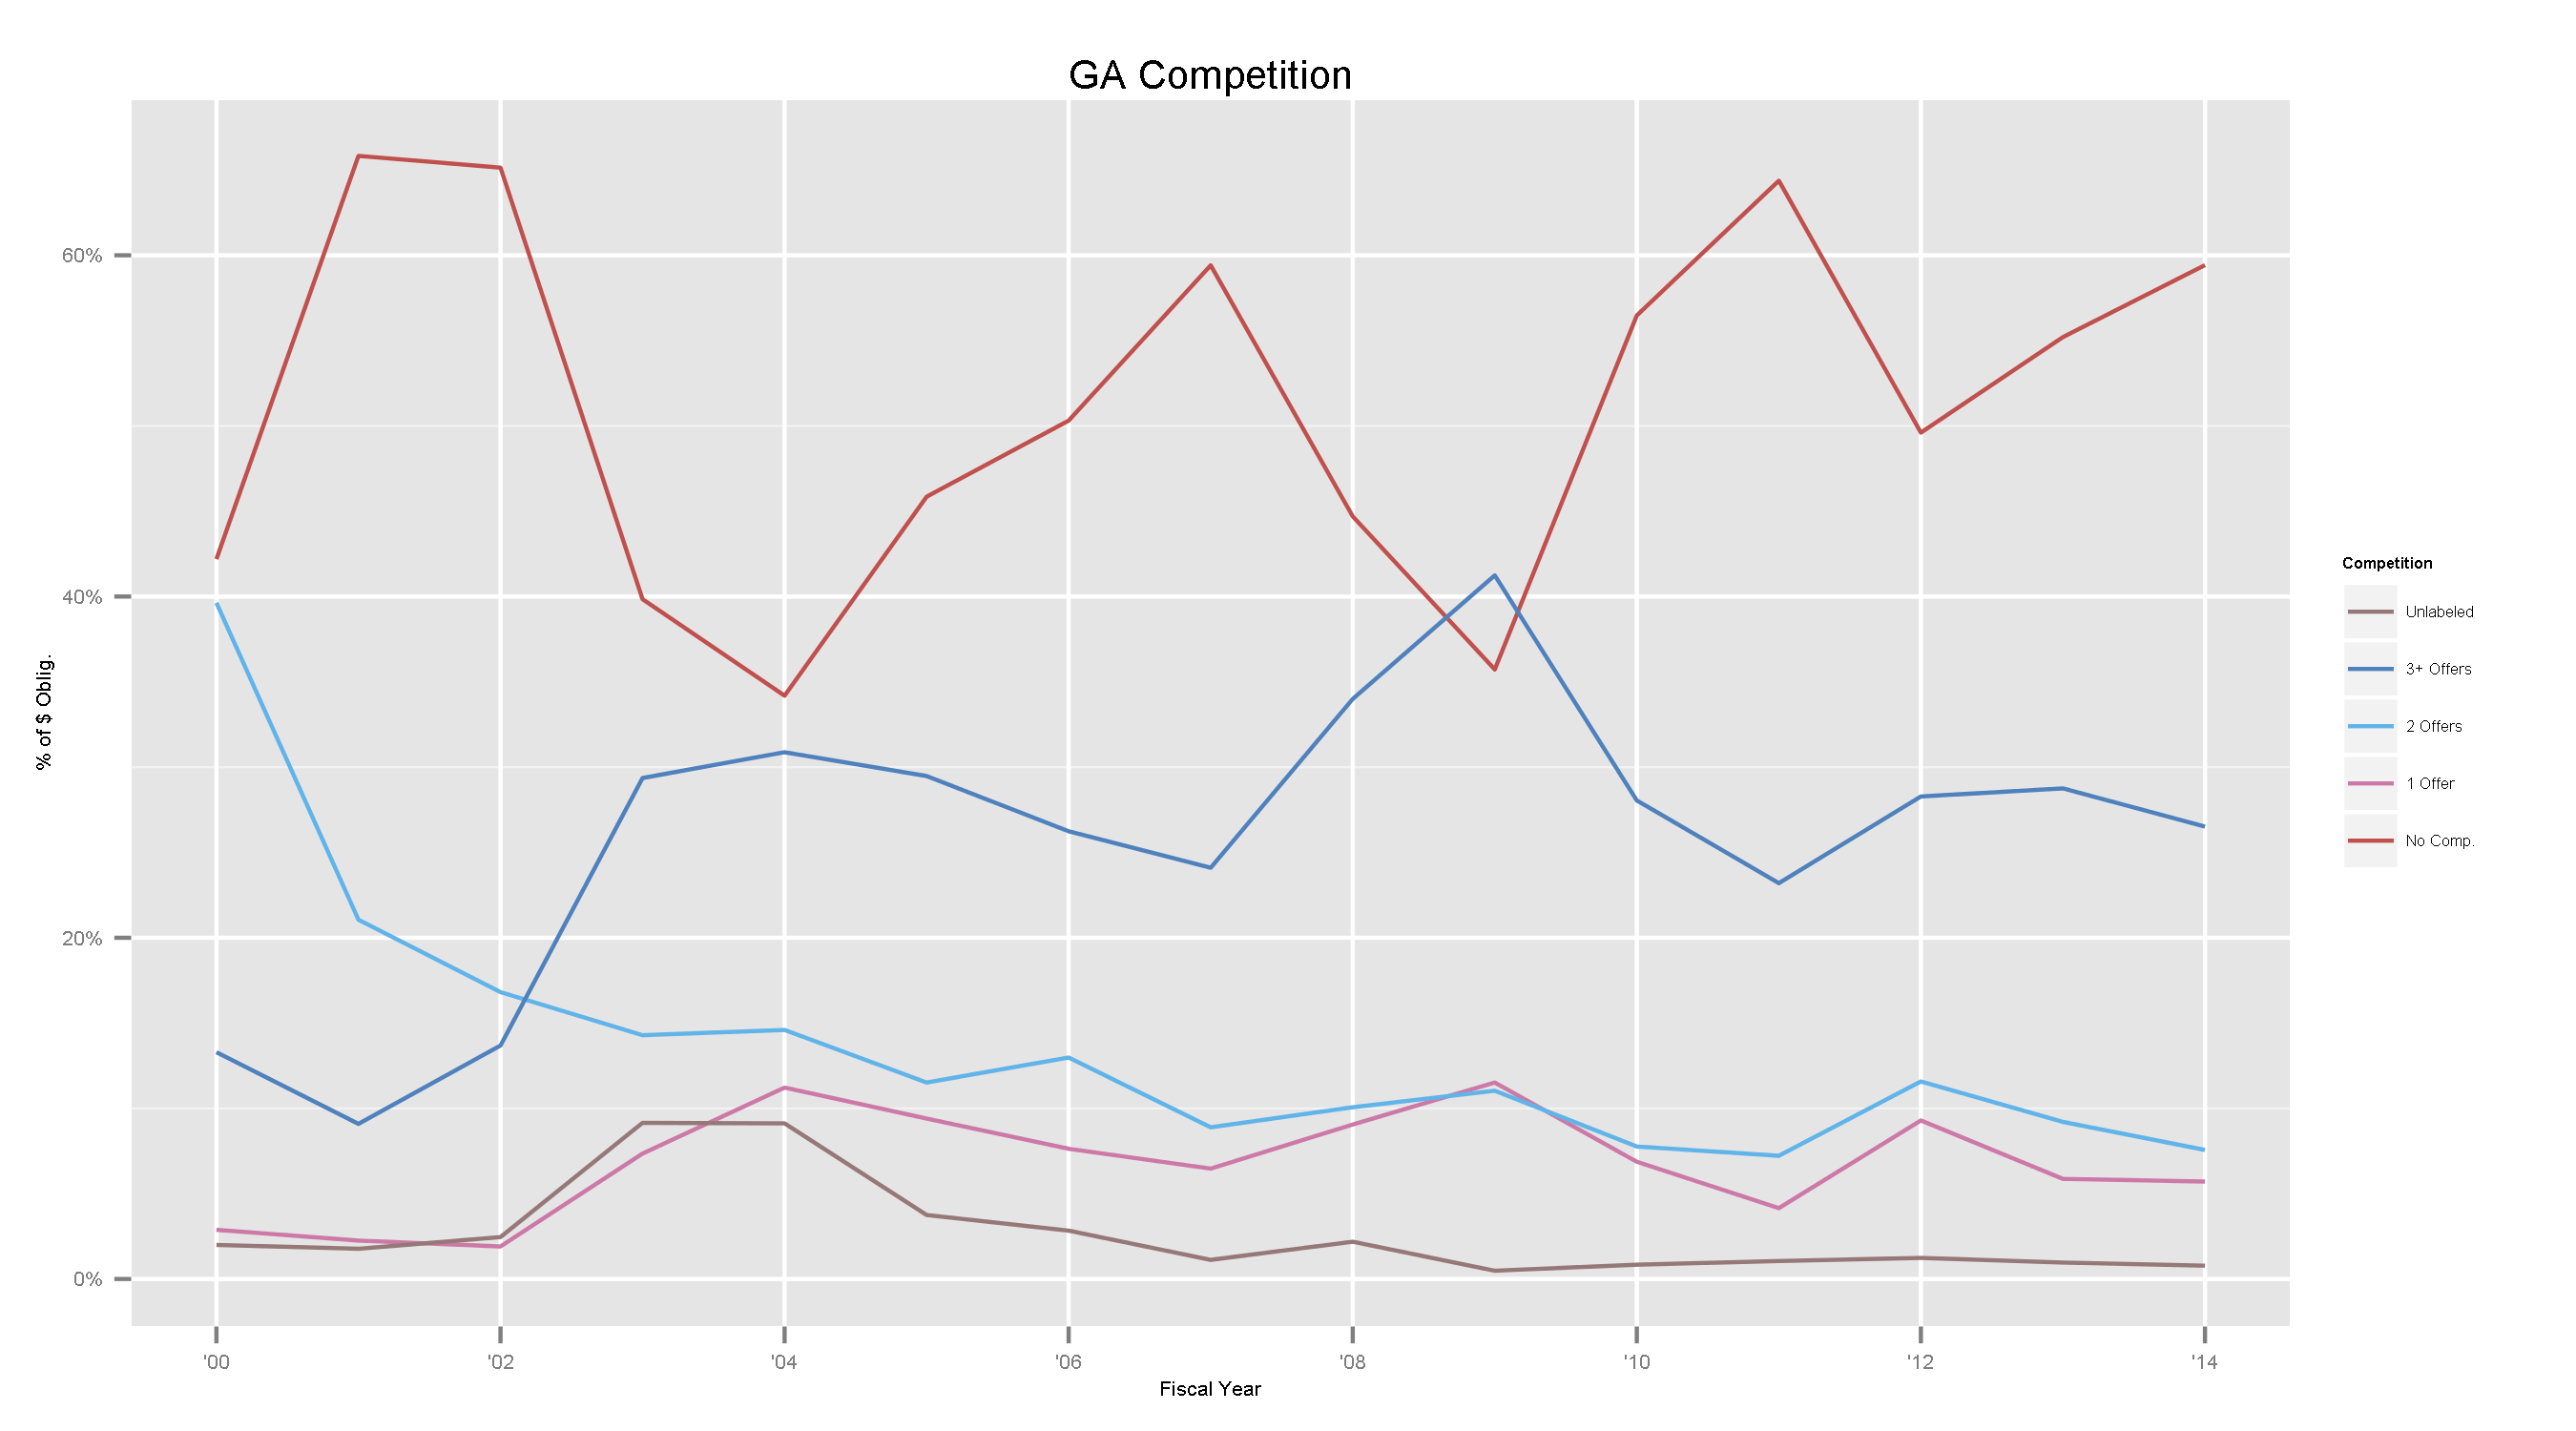 GA Competition
60%
40%
20%
0%
% of $ Oblig.
'00 '02 '04 '06 '08 '10 '12 '14
Fiscal Year
Competition
Unlabeled
3+ Offers
2 Offers
1 Offer
No Comp.